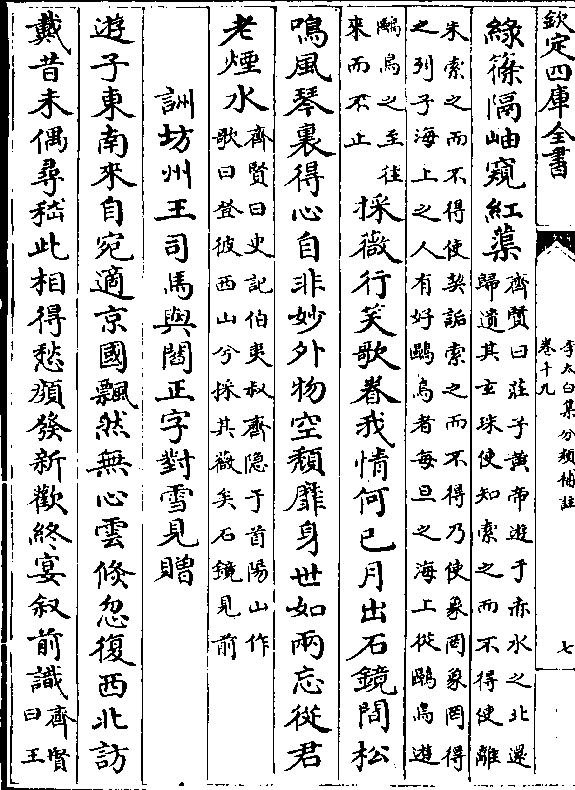 欽定四庫全書
李太白集分類補註
卷十九
七
綠篠隔岫窺紅蕖
齊賢曰莊子黃帝遊于赤水之北還
歸遺其玄珠使知索之而不得使離
朱索之而不得使契詬索之而不得乃使象罔象罔得
之列子海上之人有好鷗鳥者每旦之海上從鷗鳥遊
鷗鳥之至往
來而不止
採薇行笑歌眷我情何已月出石鏡間松
鳴風琴裏得心自非妙外物空頹靡身世如兩忘從君
老煙水
齊賢曰史記伯夷叔齊隱于首陽山作
歌曰登彼西山兮採其薇矣石鏡見前
詶坊州王司馬與閻正字對雪見贈
遊子東南來自宛適京國飄然無心雲倏忽復西北訪
戴昔未偶尋嵇此相得愁顏發新歡終宴叙前識
齊賢
曰王